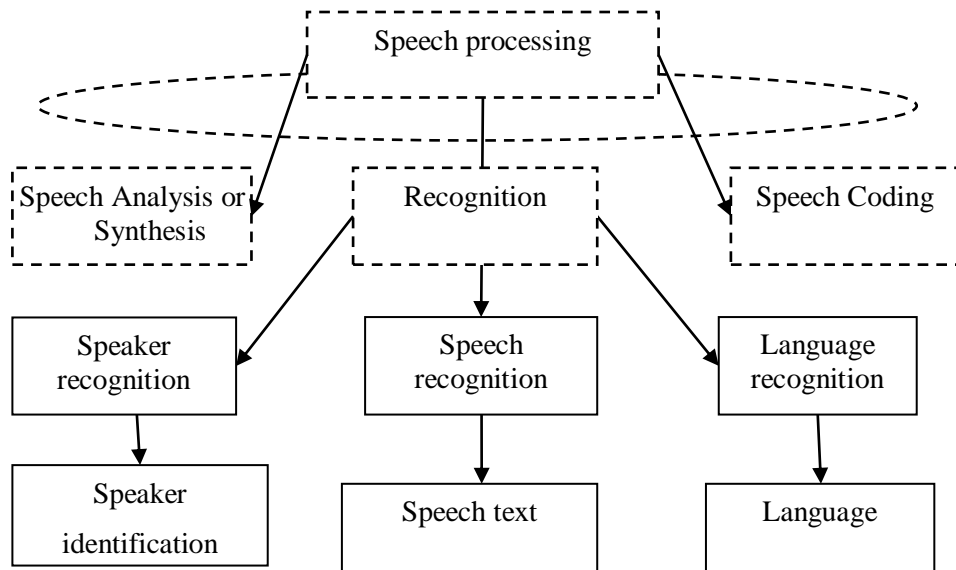 Speech processing
Speech Analysis or
Synthesis
Recognition
Speech Coding
Speaker
recognition
Speech
recognition
Language
recognition
Speaker
identification
Speech text
Language